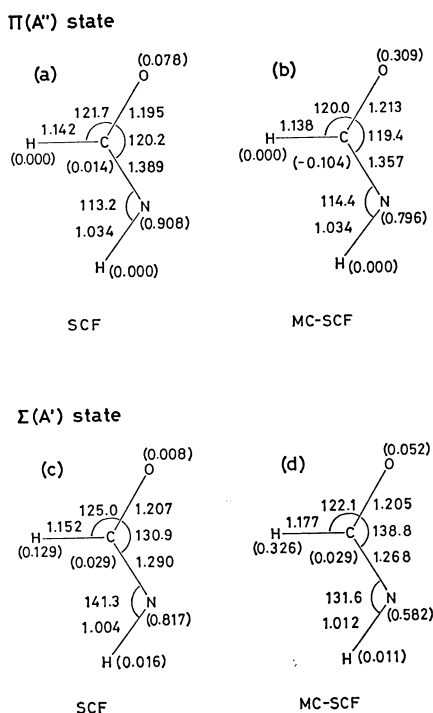 Π(A″) state
(a)
(0.078)
O
121.7
1.195
1.142
H
C
120.2
(0.000)
(0.014)
1.389
113.2
N
(0.908)
1.034
H
(0.000)
SCF
(b)
(0.309)
O
120.0
1.213
1.138
H
C
119.4
(0.000)
(-0.104)
1.357
114.4
N
(0.796)
1.034
H
(0.000)
MC-SCF
Σ(A′) state
(c)
(0.008)
O
125.0
1.207
1.152
H
C
130.9
(0.129)
(0.029)
1.290
141.3
N
(0.817)
1.004
H
(0.016)
SCF
(d)
(0.052)
O
122.1
1.205
1.177
H
C
138.8
(0.326)
(0.029)
1.268
131.6
N
(0.582)
1.012
H
(0.011)
MC-SCF